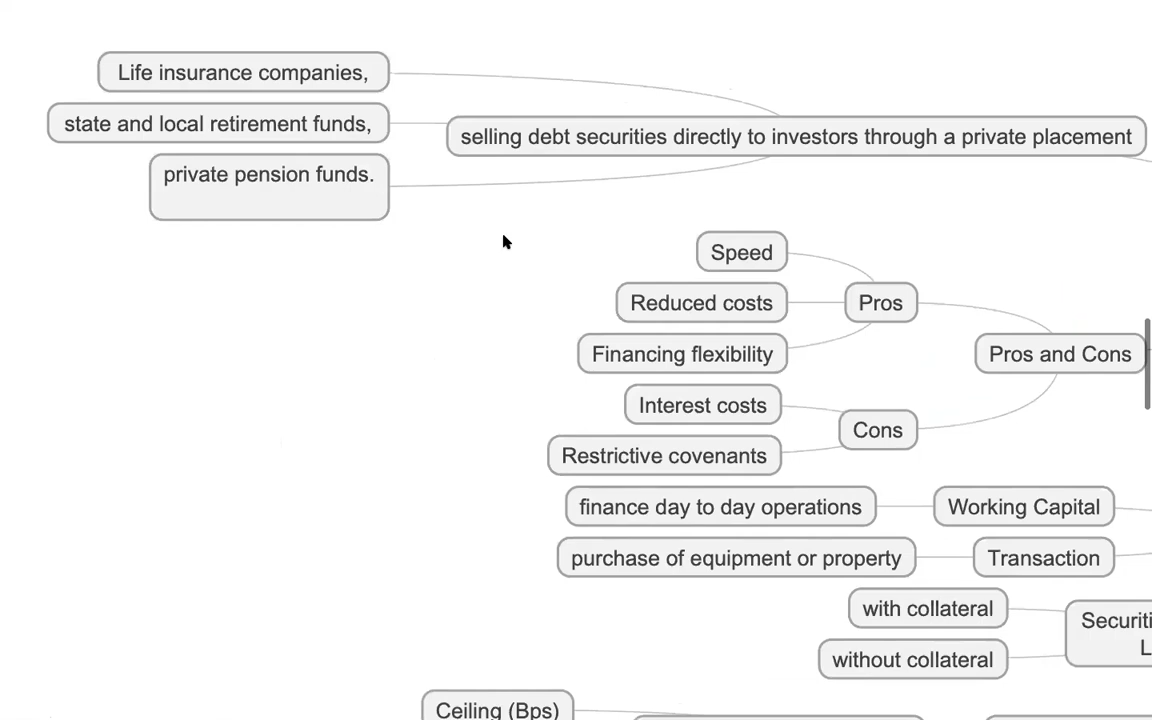 Life insurance companies,
state and local retirement funds,
selling debt securities directly to investors through a private placement
private pension funds.
Speed
Reduced costs
Pros
Financing flexibility
Pros and Cons
Interest costs
Cons
Restrictive covenants
finance day to day operations
Working Capital
purchase of equipment or property
Transaction
with collateral
Securiti
L
without collateral
Ceiling (Bps)